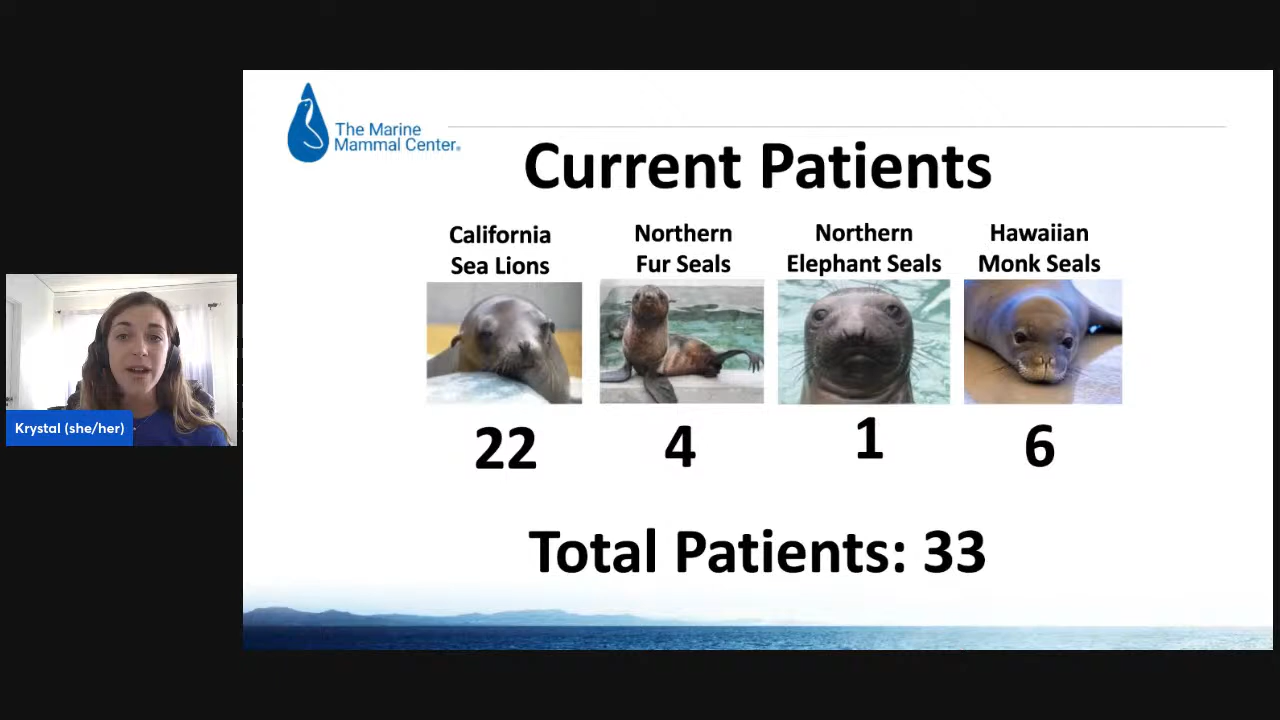 The Marine
Mammal Center®
Current Patients
California
Sea Lions
Northern
Fur Seals
Northern
Elephant Seals
Hawaiian
Monk Seals
22
4
1
6
Total Patients: 33
Krystal (she/her)